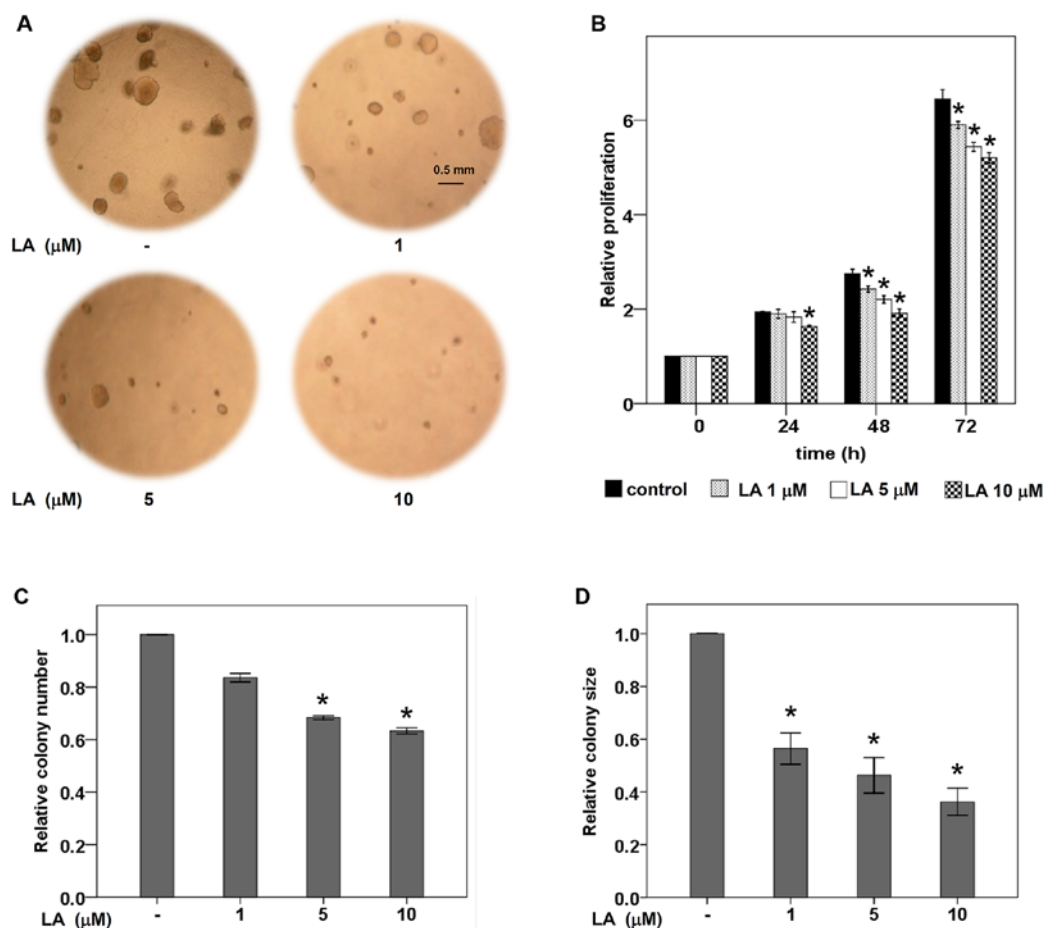 A
0.5 mm
LA (μM) - 1
LA (μM) 5 10
B
Relative proliferation
6
4
2
0
* * * * * * *
0 24 48 72
time (h)
control LA 1 μM LA 5 μM LA 10 μM
C
Relative colony number
1.0
0.8
0.6
0.4
0.2
0.0
* *
LA (μM) - 1 5 10
D
Relative colony size
1.0
0.8
0.6
0.4
0.2
0.0
* * *
LA (μM) - 1 5 10